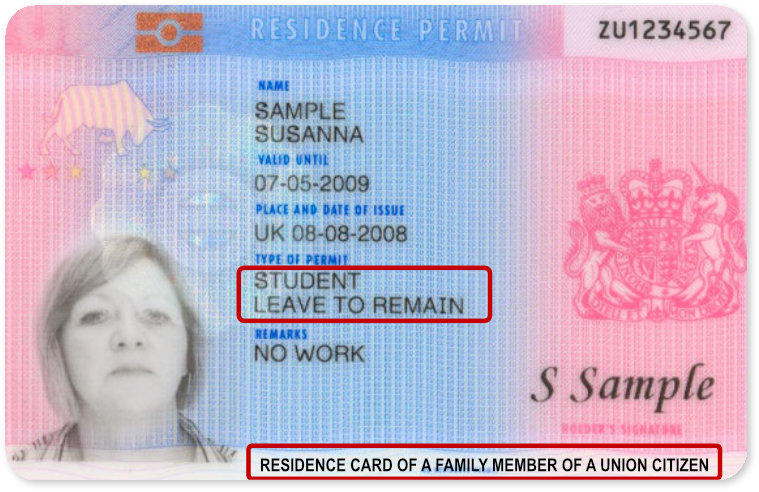 RESIDENCE PERMIT
ZU1234567
NAME
SAMPLE
SUSANNA
VALID UNTIL
07-05-2009
PLACE AND DATE OF ISSUE
UK 08-08-2008
TYPE OF PERMIT
STUDENT
LEAVE TO REMAIN
REMARKS
NO WORK
S Sample
HOLDER'S SIGNATURE
RESIDENCE CARD OF A FAMILY MEMBER OF A UNION CITIZEN